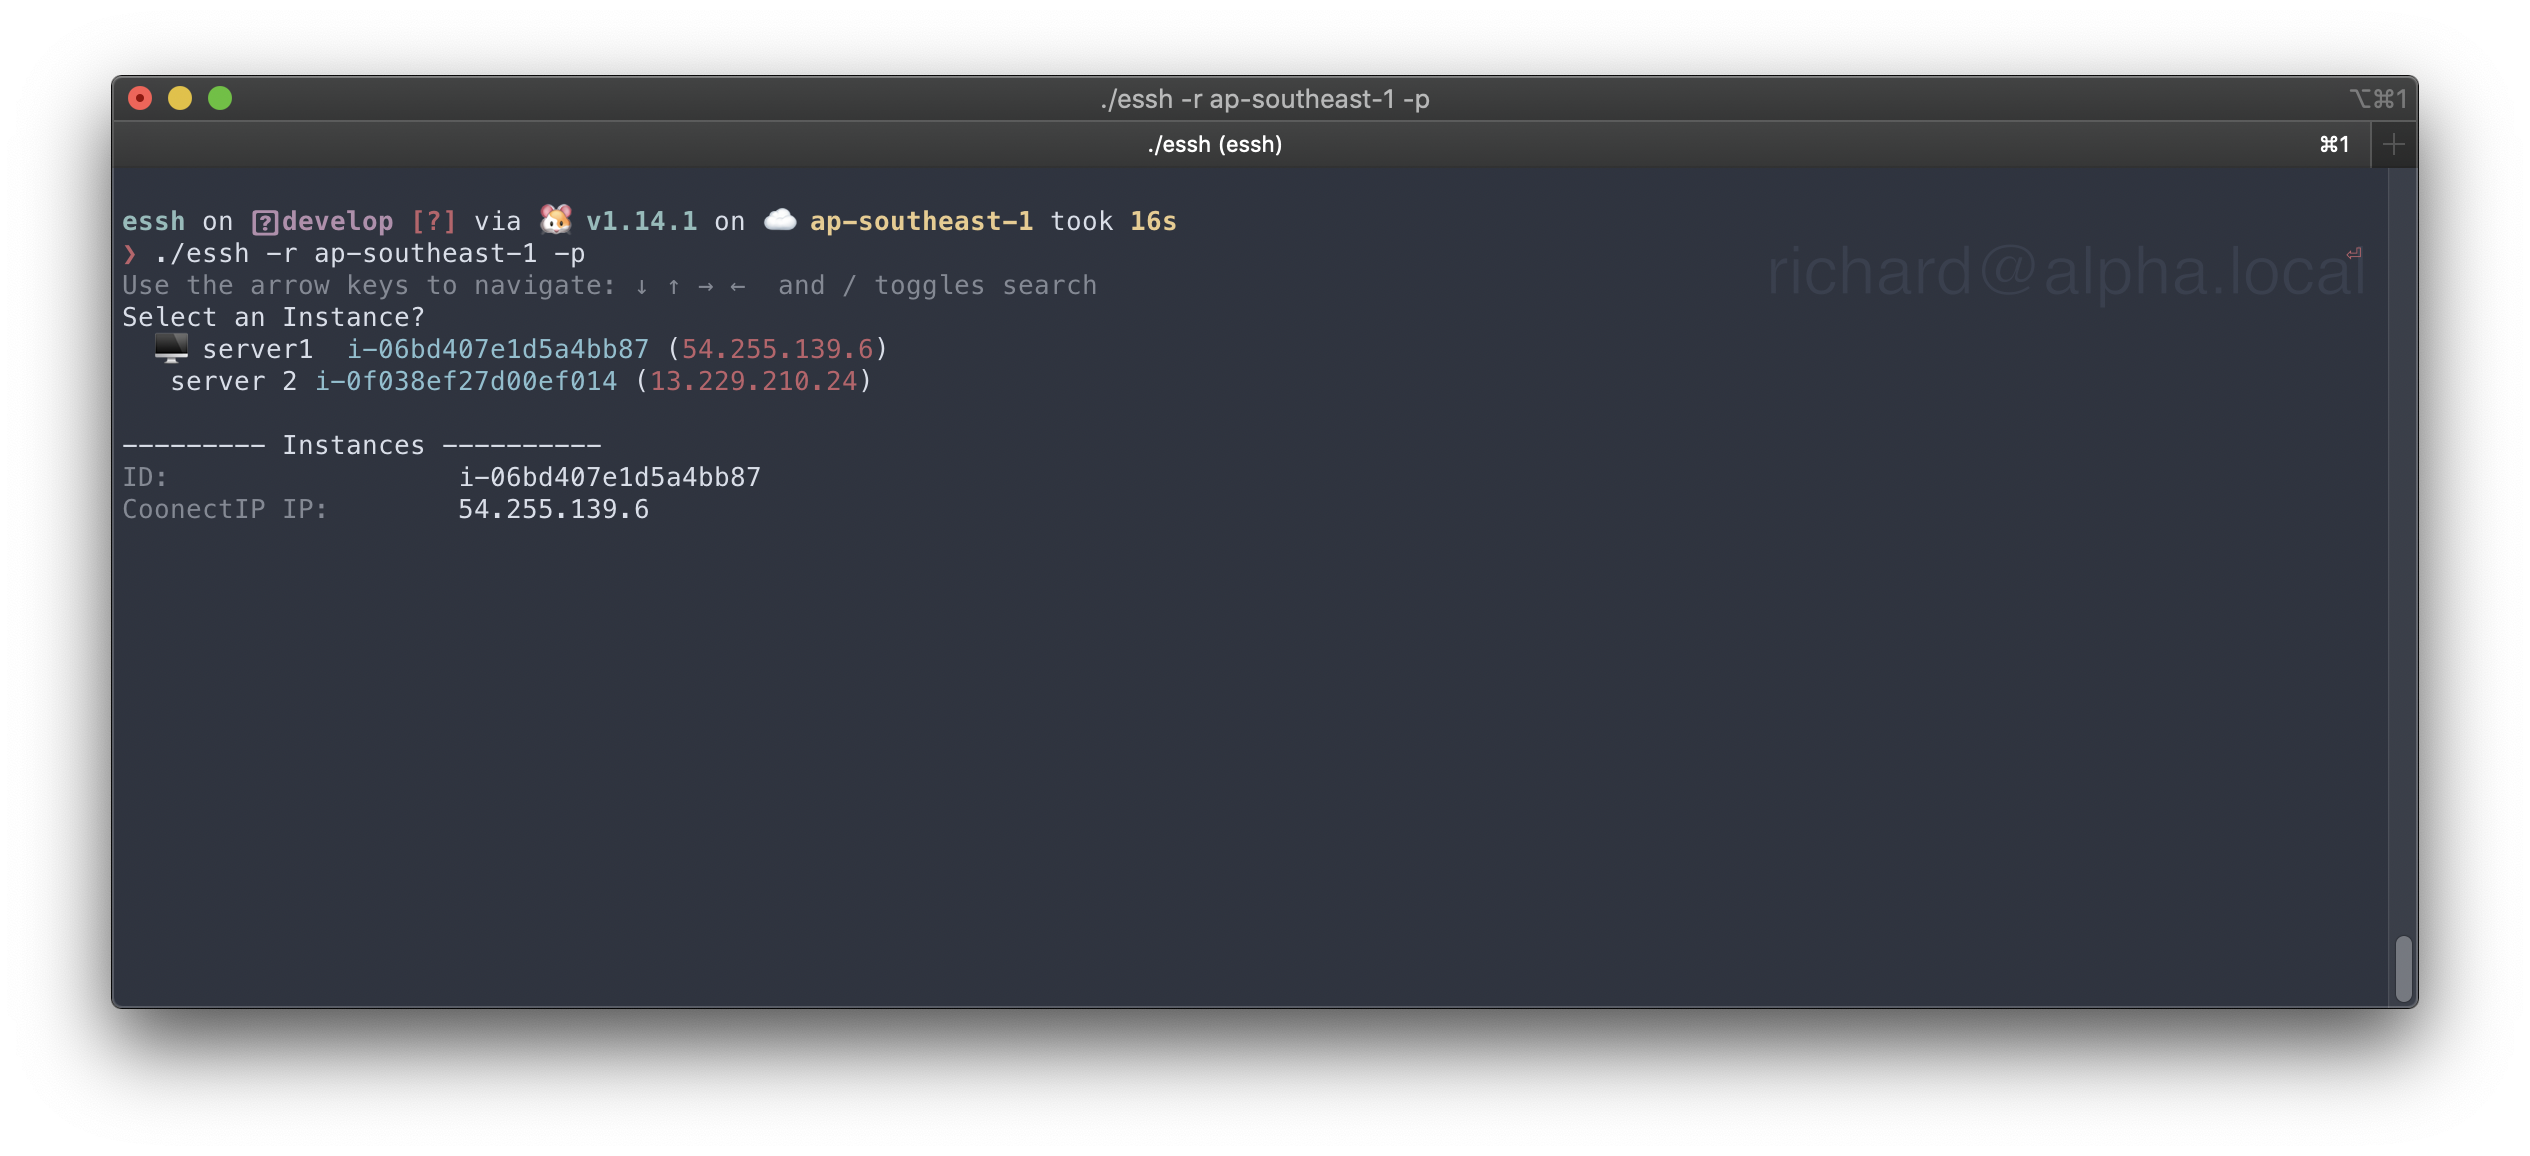 ./essh -r ap-southeast-1 -p ⌥⌘1
./essh (essh) ⌘1 +
essh on [?]develop [?] via 🐹 v1.14.1 on ☁️ ap-southeast-1 took 16s
❯ ./essh -r ap-southeast-1 -p ⏎
richard@alpha.local
Use the arrow keys to navigate: ↓ ↑ → ← and / toggles search
Select an Instance?
🖥 server1 i-06bd407e1d5a4bb87 (54.255.139.6)
server 2 i-0f038ef27d00ef014 (13.229.210.24)
--------- Instances ----------
ID: i-06bd407e1d5a4bb87
CoonectIP IP: 54.255.139.6